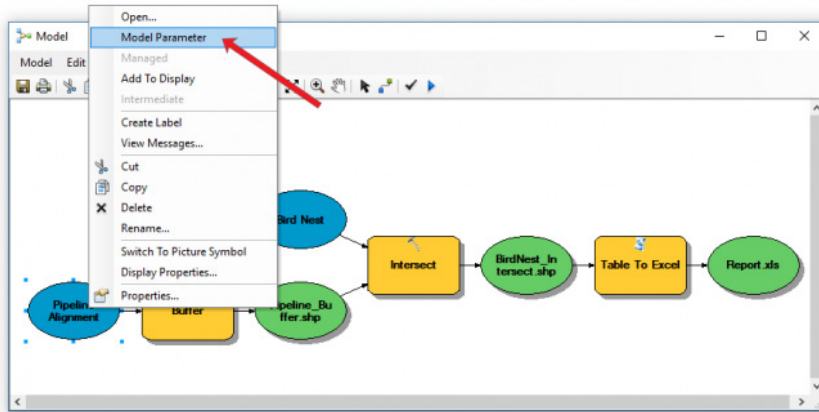 Open...
Model
Model Parameter
Model Edit
Managed
Add To Display
Intermediate
Create Label
View Messages...
Cut
Copy
Delete
Rename...
Switch To Picture Symbol
Display Properties...
Properties...
Bird Nest
Intersect
BirdNest_In
tersect.shp
Table To Excel
Report.xls
Pipelin
Alignment
Buffer
ipeline_Bu
ffer.shp